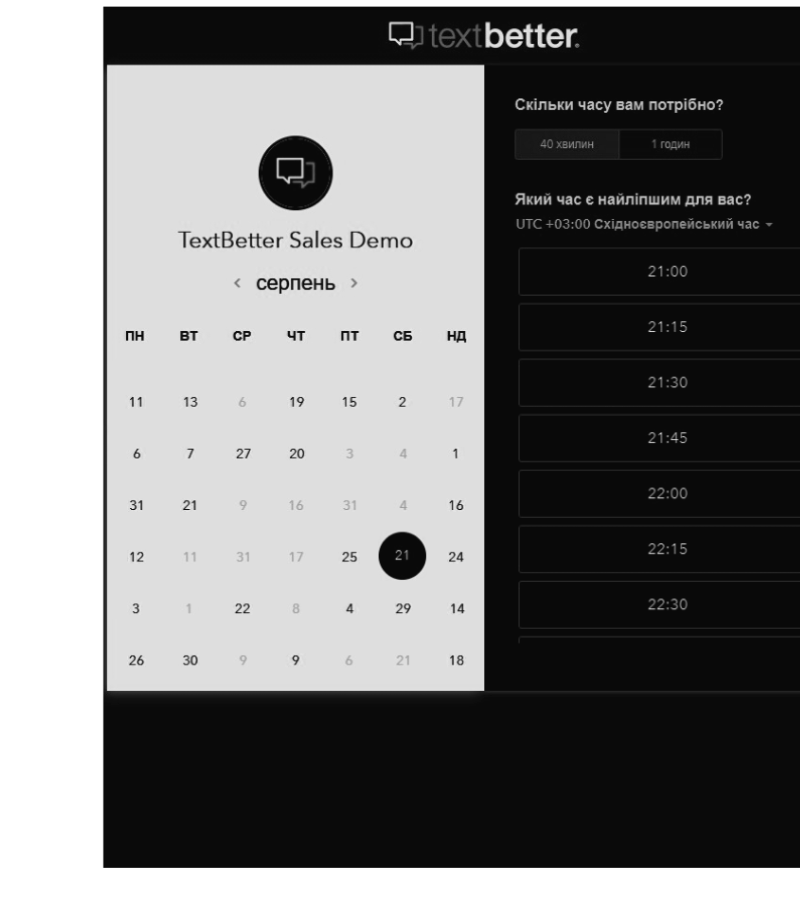 textbetter.
TextBetter Sales Demo
< серпень >
ПН ВТ СР ЧТ ПТ СБ НД
11 13 6 19 15 2 17
6 7 27 20 3 4 1
31 21 9 16 31 4 16
12 11 31 17 25 21 24
3 1 22 8 4 29 14
26 30 9 9 6 21 18
Скільки часу вам потрібно?
40 хвилин 1 годин
Який час є найліпшим для вас?
UTC +03:00 Східноєвропейський час
21:00
21:15
21:30
21:45
22:00
22:15
22:30